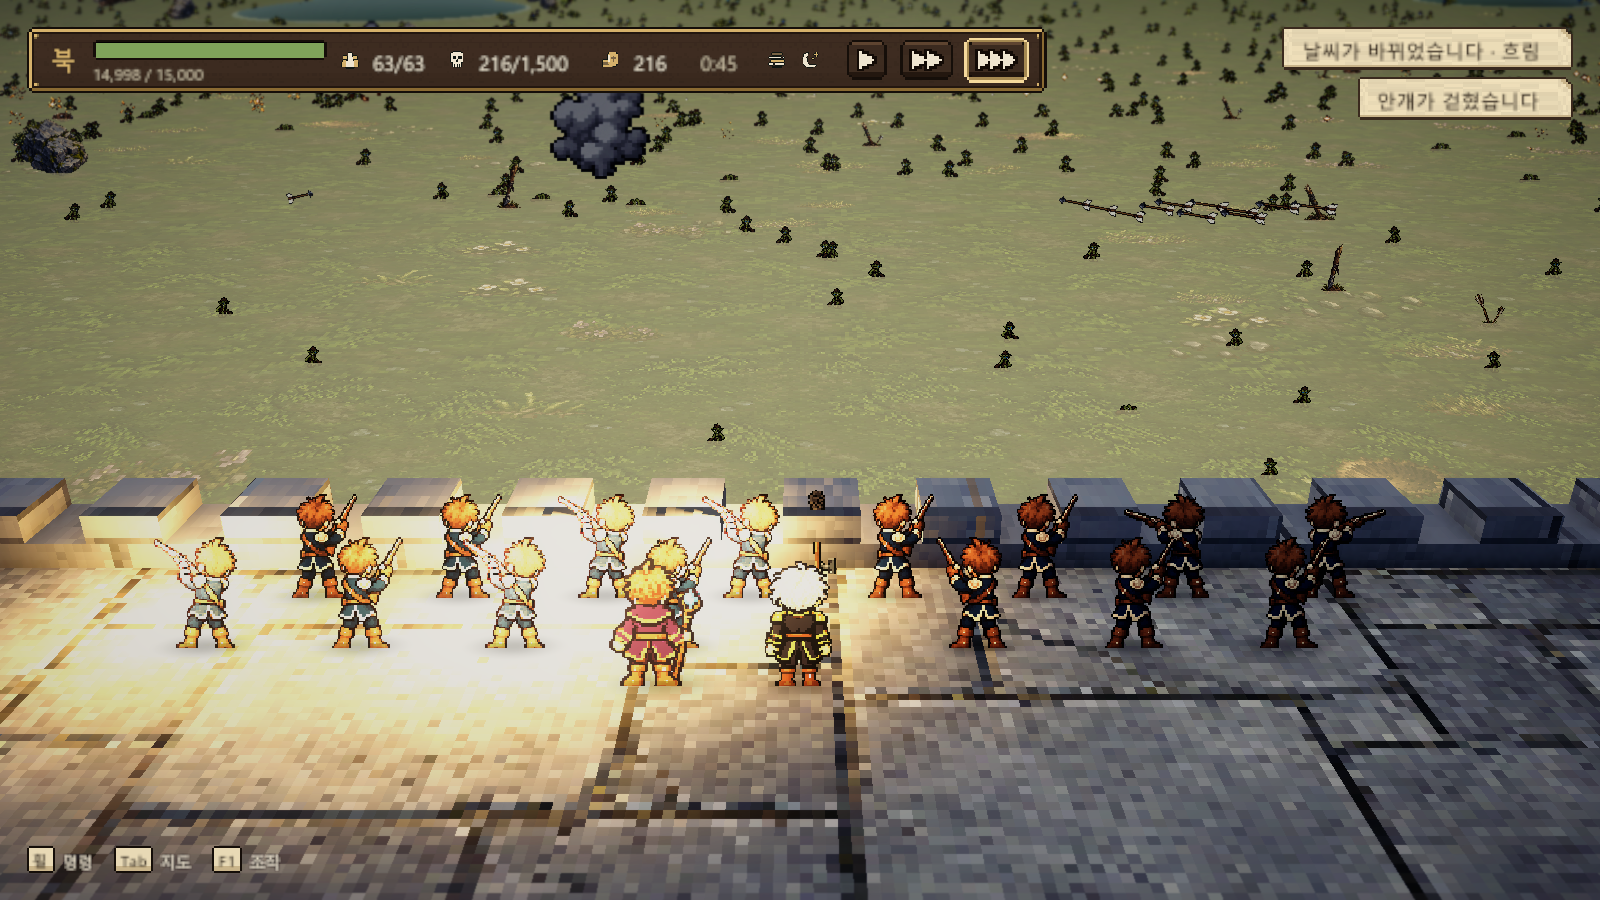 북
14,998 / 15,000
63/63
216/1,500
216
0:45
날씨가 바뀌었습니다 · 흐림
안개가 걷혔습니다
휠 명령
Tab 지도
F1 조작